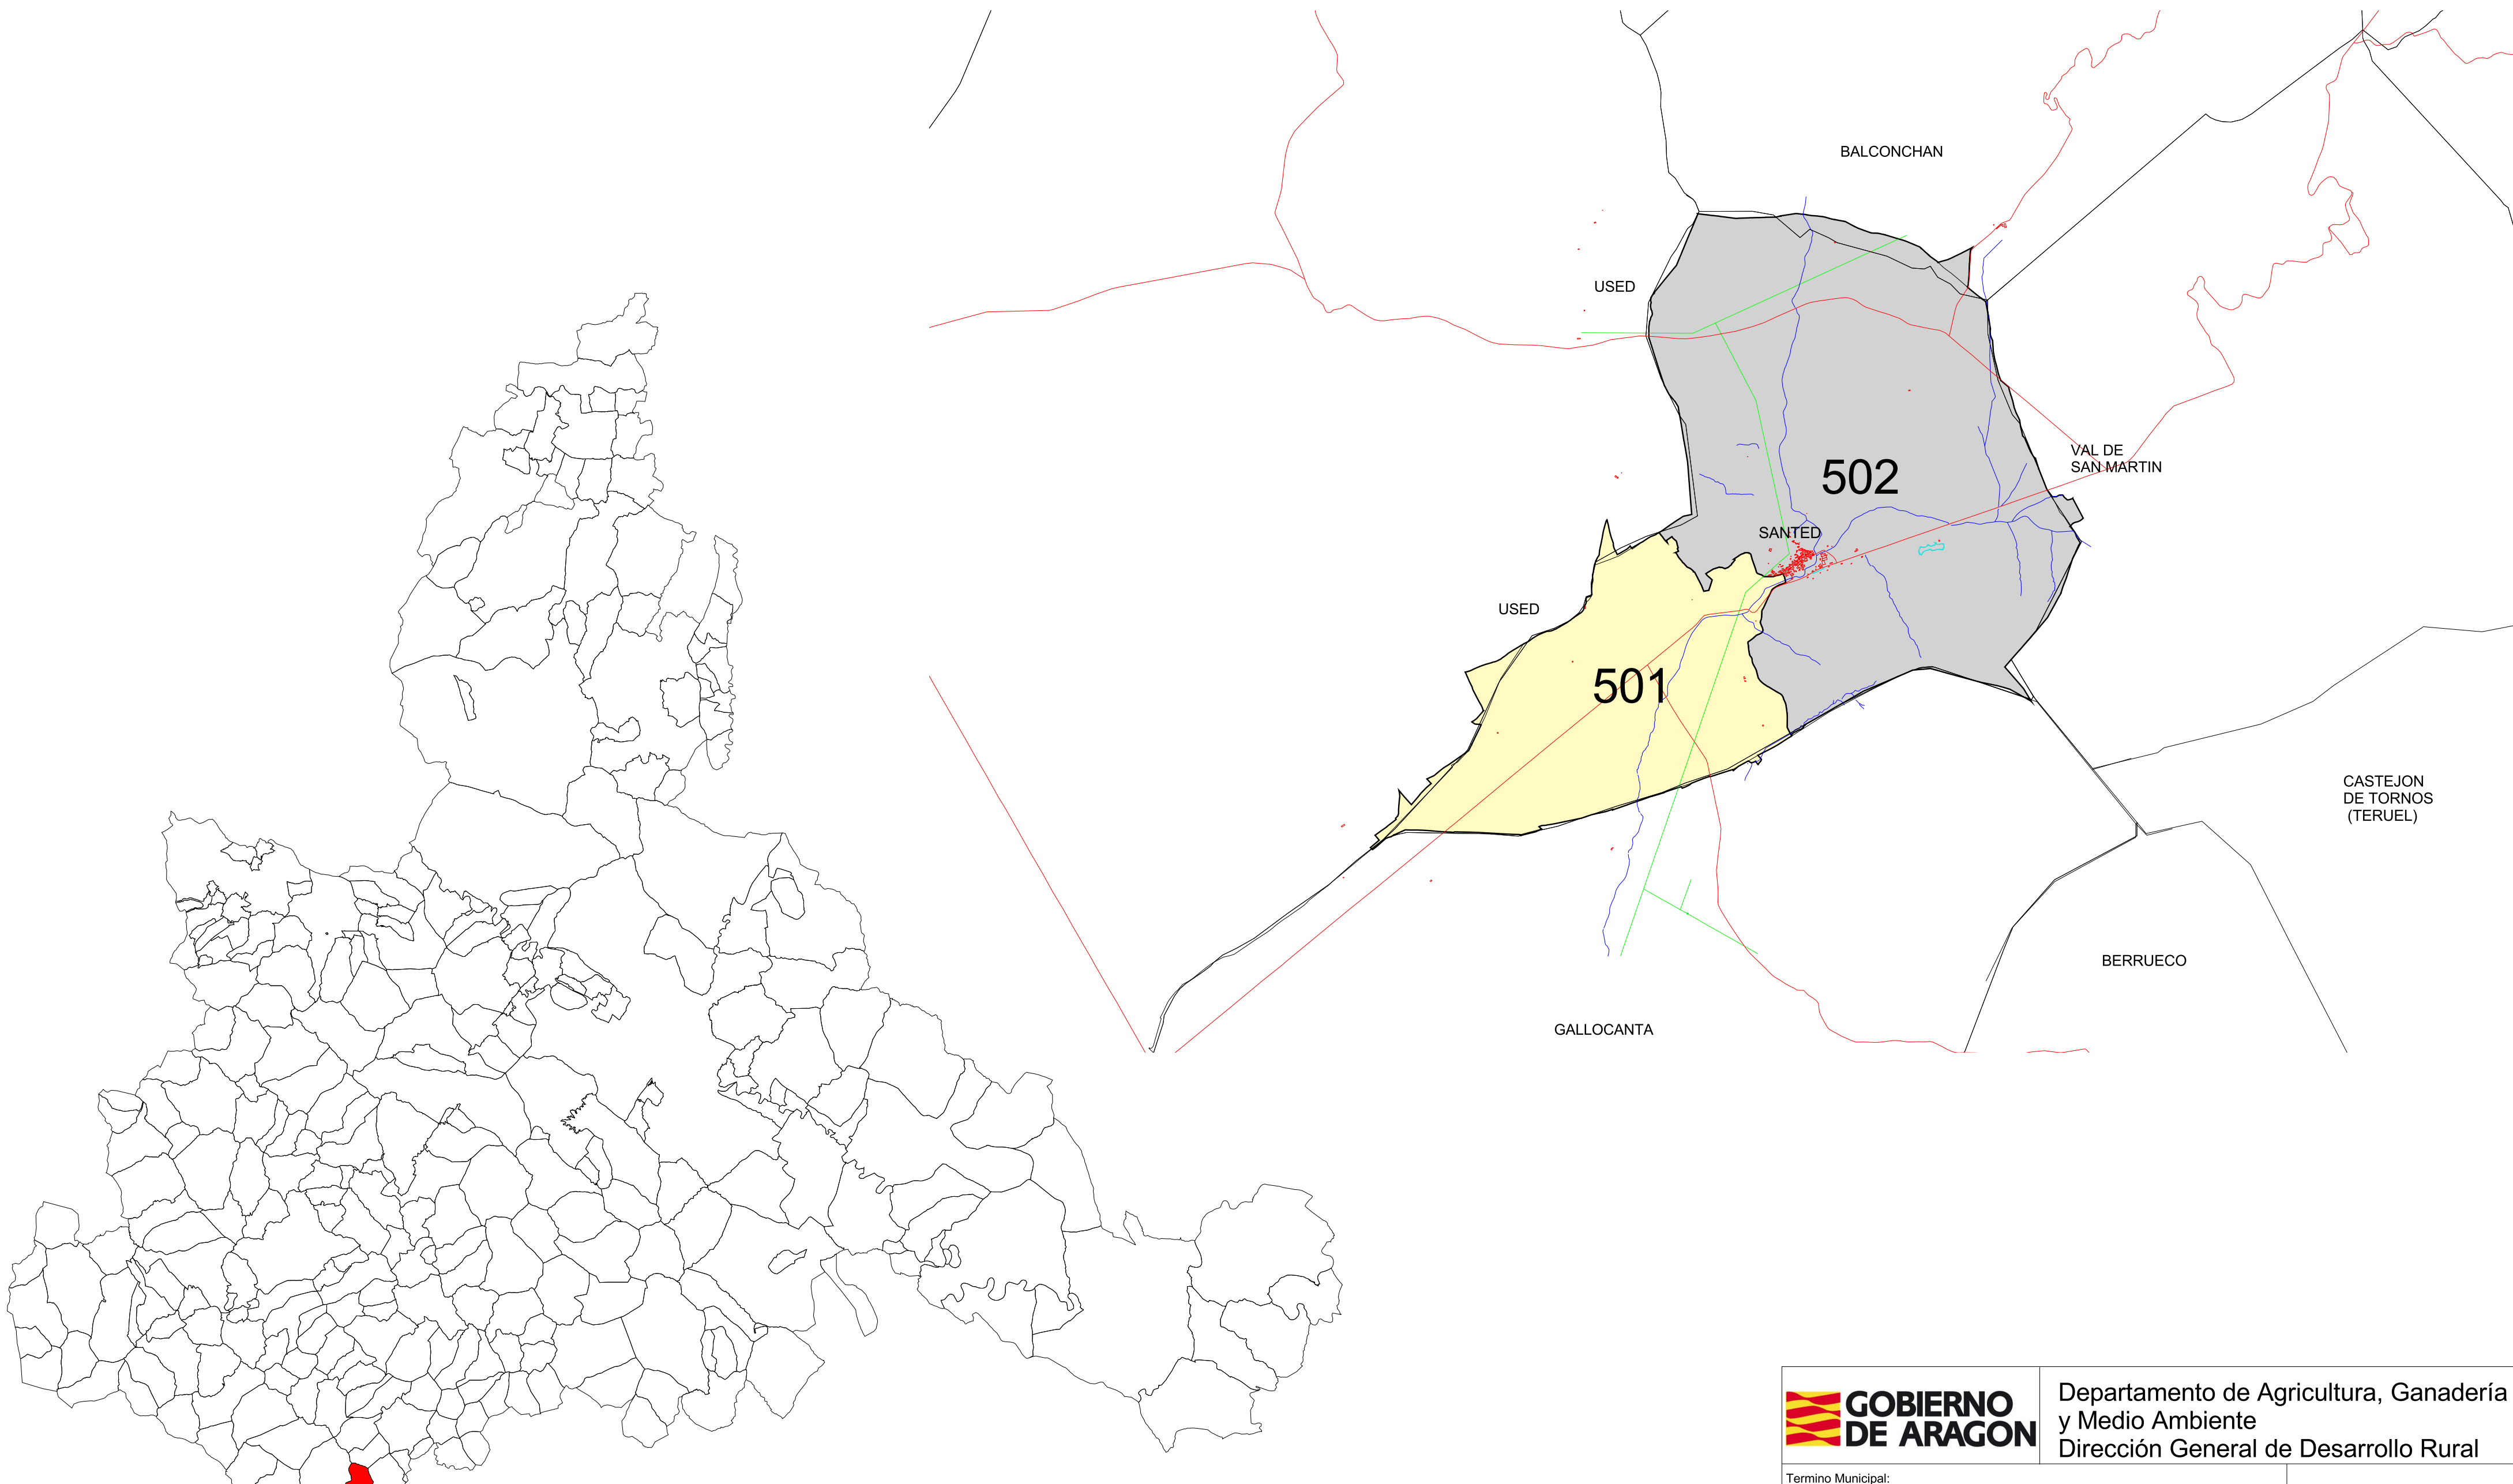 BALCONCHAN
USED
502
VAL DE
SAN MARTIN
SANTED
USED
501
CASTEJON
DE TORNOS
(TERUEL)
BERRUECO
GALLOCANTA
GOBIERNO
DE ARAGON
Departamento de Agricultura, Ganadería
y Medio Ambiente
Dirección General de Desarrollo Rural
Termino Municipal: